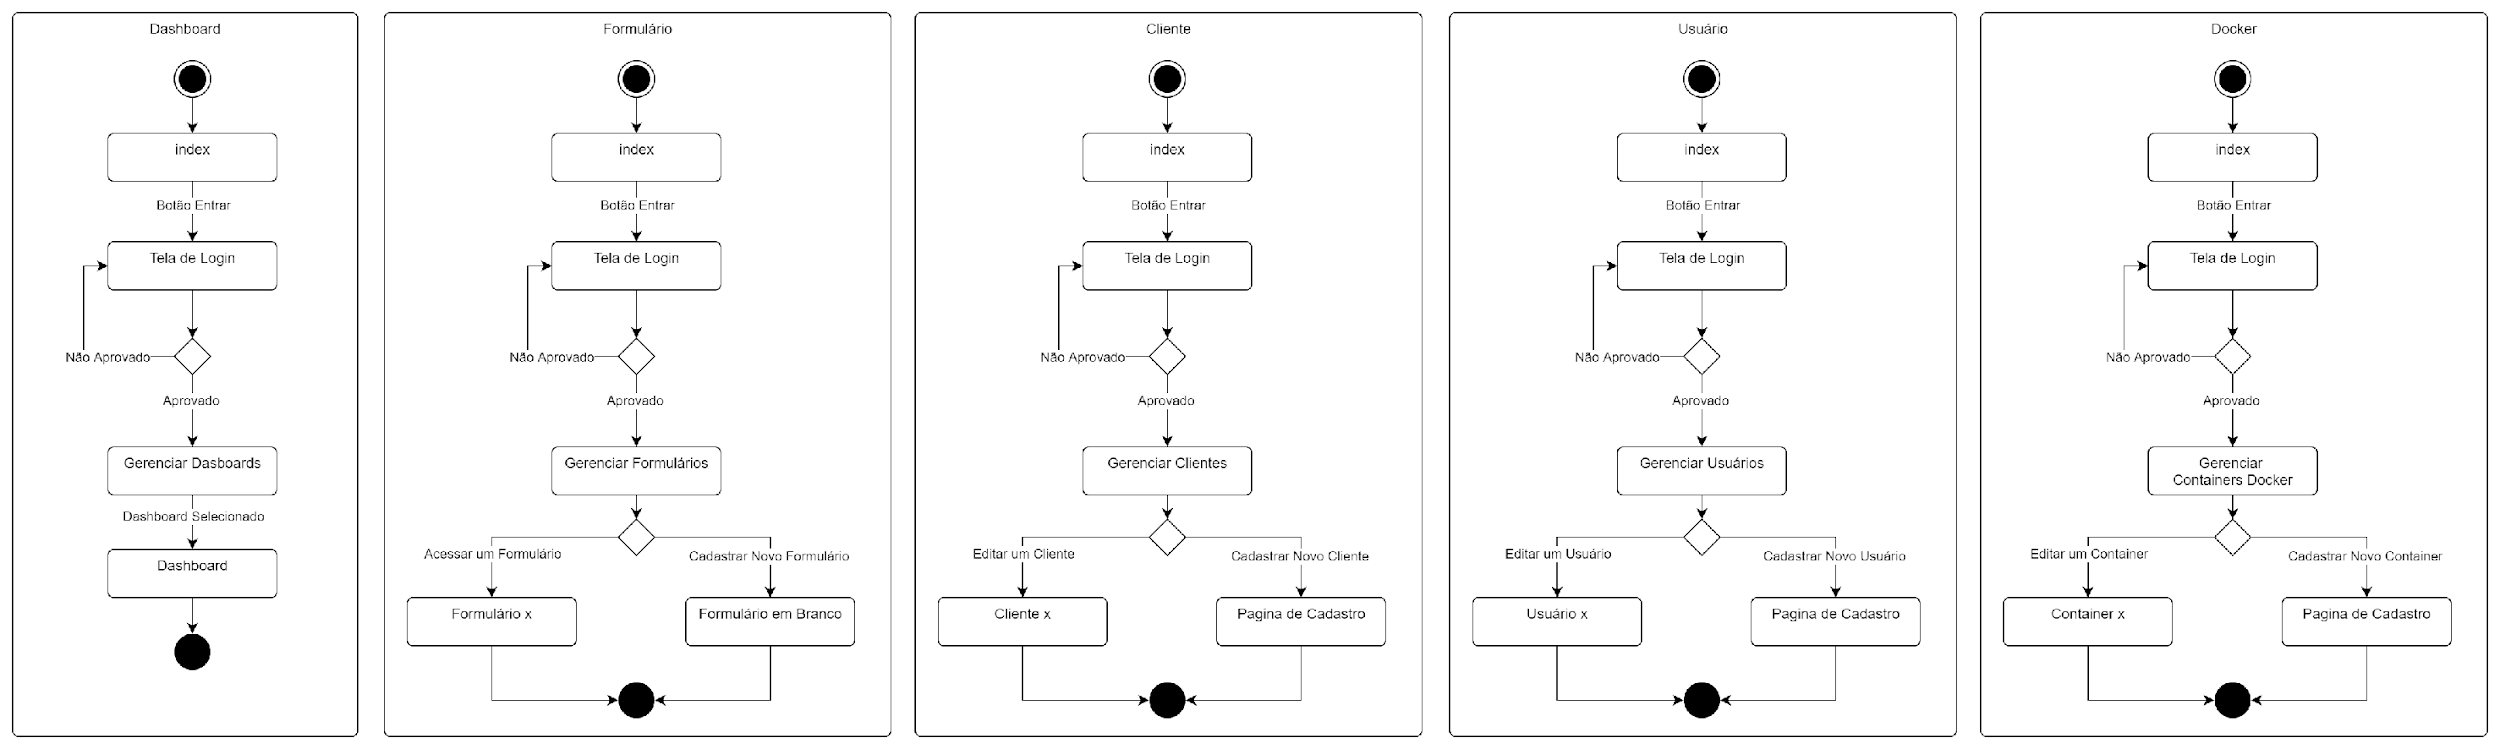 Dashboard
index
Botão Entrar
Tela de Login
Não Aprovado
Aprovado
Gerenciar Dasboards
Dashboard Selecionado
Dashboard
Formulário
index
Botão Entrar
Tela de Login
Não Aprovado
Aprovado
Gerenciar Formulários
Acessar um Formulário
Cadastrar Novo Formulário
Formulário x
Formulário em Branco
Cliente
index
Botão Entrar
Tela de Login
Não Aprovado
Aprovado
Gerenciar Clientes
Editar um Cliente
Cadastrar Novo Cliente
Cliente x
Pagina de Cadastro
Usuário
index
Botão Entrar
Tela de Login
Não Aprovado
Aprovado
Gerenciar Usuários
Editar um Usuário
Cadastrar Novo Usuário
Usuário x
Pagina de Cadastro
Docker
index
Botão Entrar
Tela de Login
Não Aprovado
Aprovado
Gerenciar
Containers Docker
Editar um Container
Cadastrar Novo Container
Container x
Pagina de Cadastro